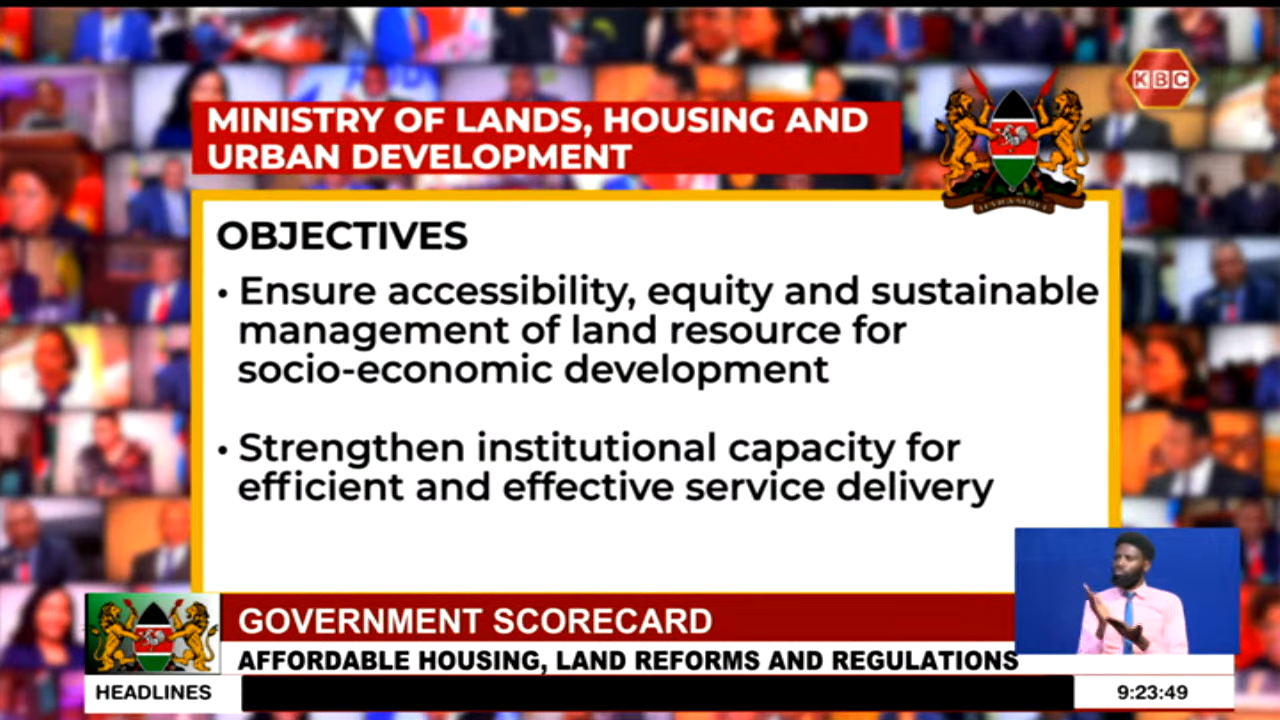 KBC
MINISTRY OF LANDS, HOUSING AND
URBAN DEVELOPMENT
OBJECTIVES
• Ensure accessibility, equity and sustainable
management of land resource for
socio-economic development
• Strengthen institutional capacity for
efficient and effective service delivery
GOVERNMENT SCORECARD
AFFORDABLE HOUSING, LAND REFORMS AND REGULATIONS
HEADLINES
9:23:49